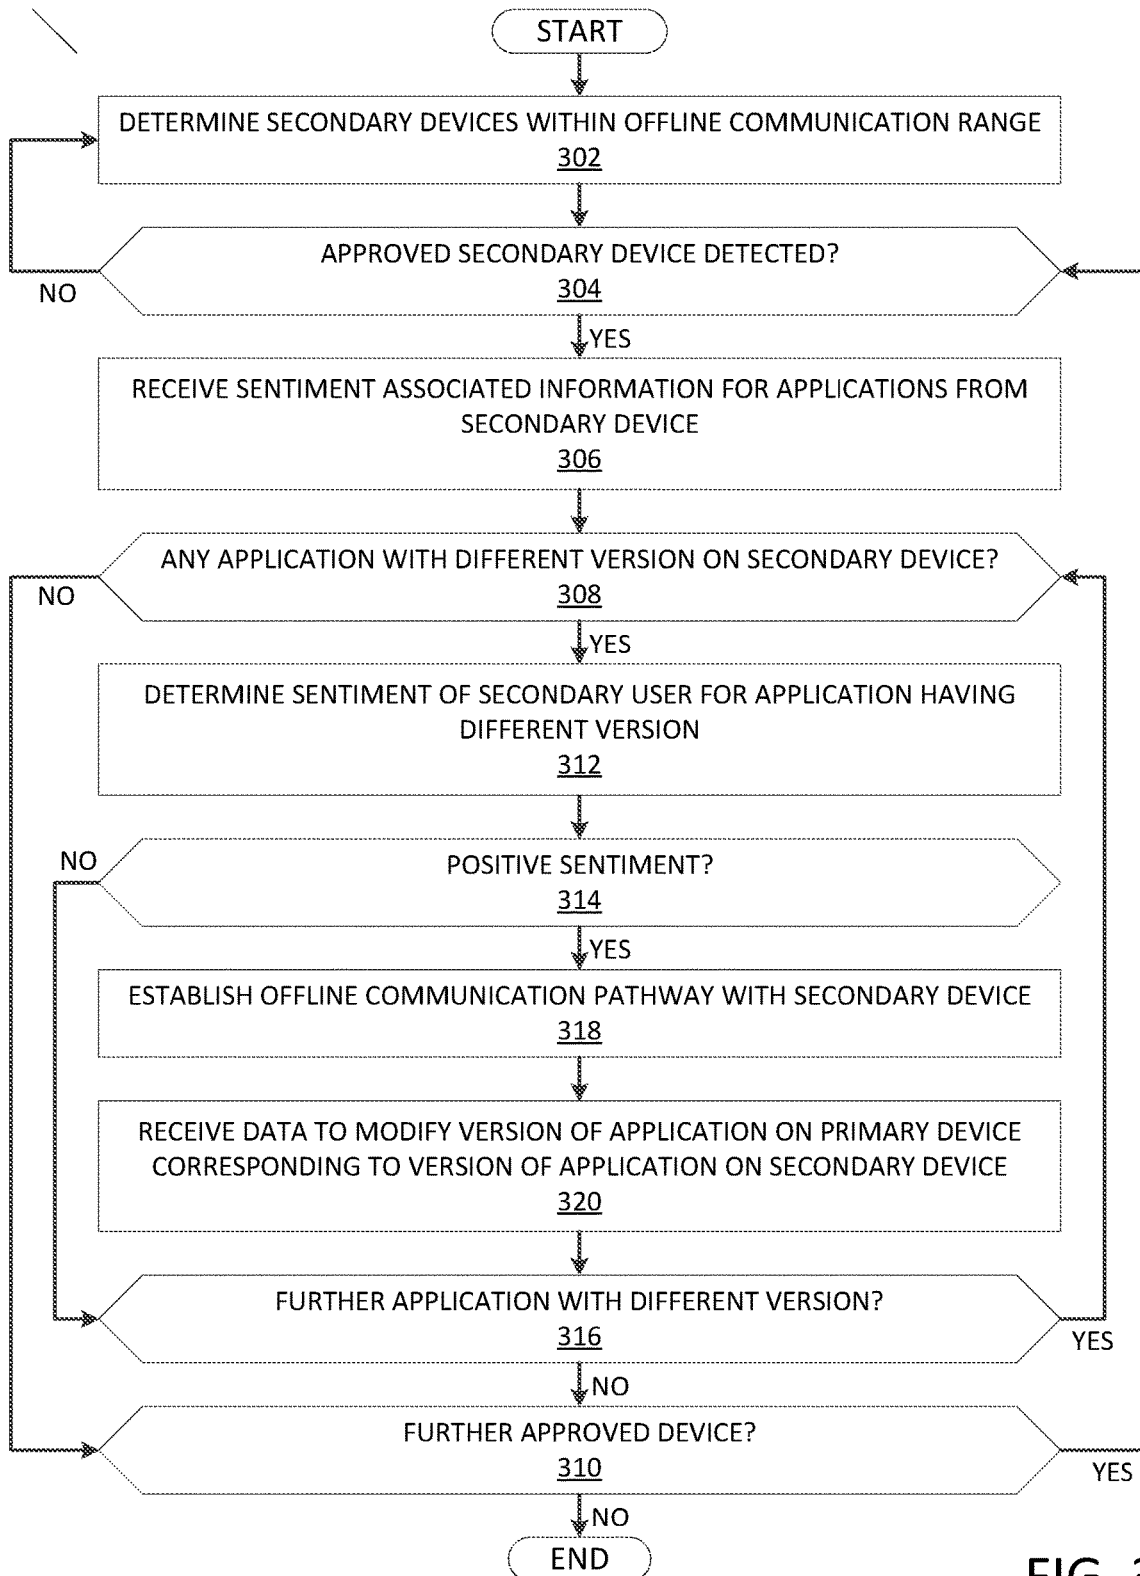 START
DETERMINE SECONDARY DEVICES WITHIN OFFLINE COMMUNICATION RANGE
302
APPROVED SECONDARY DEVICE DETECTED?
304
NO
YES
RECEIVE SENTIMENT ASSOCIATED INFORMATION FOR APPLICATIONS FROM
SECONDARY DEVICE
306
ANY APPLICATION WITH DIFFERENT VERSION ON SECONDARY DEVICE?
308
NO
YES
DETERMINE SENTIMENT OF SECONDARY USER FOR APPLICATION HAVING
DIFFERENT VERSION
312
NO
POSITIVE SENTIMENT?
314
YES
ESTABLISH OFFLINE COMMUNICATION PATHWAY WITH SECONDARY DEVICE
318
RECEIVE DATA TO MODIFY VERSION OF APPLICATION ON PRIMARY DEVICE
CORRESPONDING TO VERSION OF APPLICATION ON SECONDARY DEVICE
320
FURTHER APPLICATION WITH DIFFERENT VERSION?
316
YES
NO
FURTHER APPROVED DEVICE?
310
YES
NO
END
FIG.